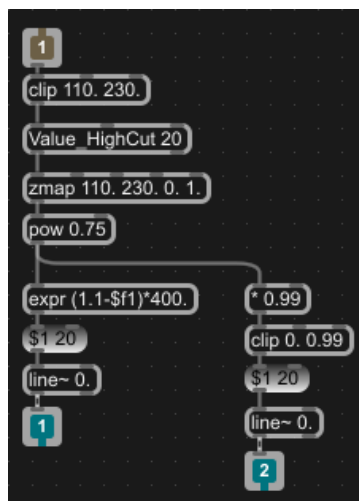 1
clip 110. 230.
Value_HighCut 20
zmap 110. 230. 0. 1.
pow 0.75
expr (1.1-$f1)*400.
$1 20
line~ 0.
1
* 0.99
clip 0. 0.99
$1 20
line~ 0.
2